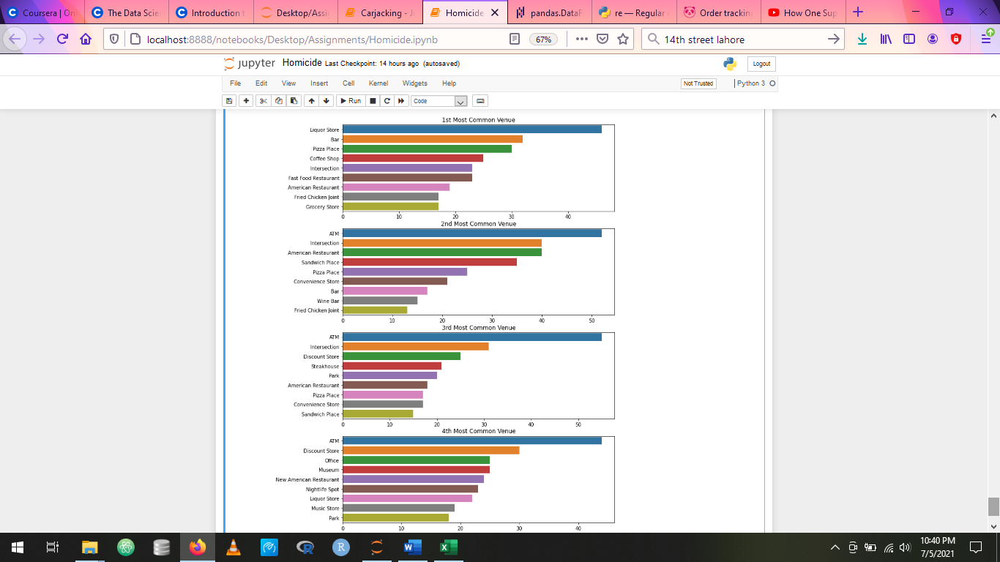 Coursera | On
The Data Scie
Introduction t
Desktop/Assig
Carjacking - J
Homicide
pandas.DataF
re — Regular
Order tracking
How One Sup
localhost:8888/notebooks/Desktop/Assignments/Homicide.ipynb
67%
14th street lahore
jupyter Homicide Last Checkpoint: 14 hours ago (autosaved)
Logout
File Edit View Insert Cell Kernel Widgets Help
Not Trusted
Python 3
Run
Code
1st Most Common Venue
Liquor Store
Bar
Pizza Place
Coffee Shop
Intersection
Fast Food Restaurant
American Restaurant
Fried Chicken Joint
Grocery Store
0 10 20 30 40
2nd Most Common Venue
ATM
Intersection
American Restaurant
Sandwich Place
Pizza Place
Convenience Store
Bar
Wine Bar
Fried Chicken Joint
0 10 20 30 40 50
3rd Most Common Venue
ATM
Intersection
Discount Store
Steakhouse
Park
American Restaurant
Pizza Place
Convenience Store
Sandwich Place
0 10 20 30 40 50
4th Most Common Venue
ATM
Discount Store
Office
Museum
New American Restaurant
Nightlife Spot
Liquor Store
Music Store
Park
0 10 20 30 40
10:40 PM
7/5/2021